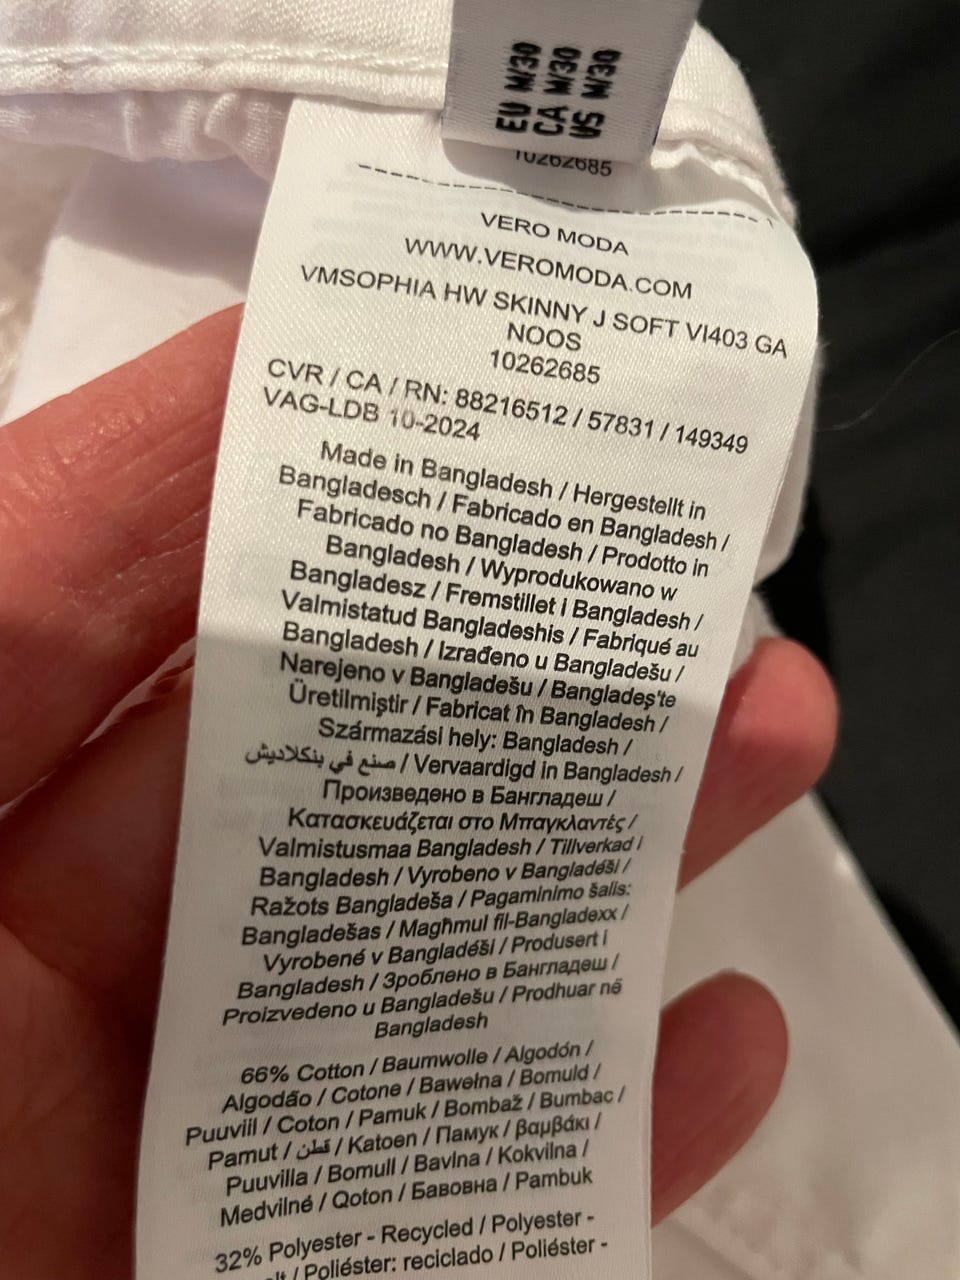 EU M/30
CA M/30
US M/30
10262685
VERO MODA
WWW.VEROMODA.COM
VMSOPHIA HW SKINNY J SOFT VI403 GA
NOOS
10262685
CVR / CA / RN: 88216512 / 57831 / 149349
VAG-LDB 10-2024
Made in Bangladesh / Hergestellt in
Bangladesch / Fabricado en Bangladesh /
Fabricado no Bangladesh / Prodotto in
Bangladesh / Wyprodukowano w
Bangladesz / Fremstillet i Bangladesh /
Valmistatud Bangladeshis / Fabriqué au
Bangladesh / Izrađeno u Bangladešu /
Narejeno v Bangladešu / Bangladeş'te
Üretilmiştir / Fabricat în Bangladesh /
Származási hely: Bangladesh /
صنع في بنكلاديش / Vervaardigd in Bangladesh /
Произведено в Бангладеш /
Κατασκευάζεται στο Μπαγκλαντές /
Valmistusmaa Bangladesh / Tillverkad i
Bangladesh / Vyrobeno v Bangladéši /
Ražots Bangladeša / Pagaminimo šalis:
Bangladešas / Magħmul fil-Bangladexx /
Vyrobené v Bangladéši / Produsert i
Bangladesh / Зроблено в Бангладеш /
Proizvedeno u Bangladešu / Prodhuar në
Bangladesh
66% Cotton / Baumwolle / Algodón /
Algodão / Cotone / Bawełna / Bomuld /
Puuviil / Coton / Pamuk / Bombaž / Bumbac /
Pamut / قطن / Katoen / Памук / βαμβάκι /
Puuvilla / Bomull / Bavlna / Kokvilna /
Medvilné / Qoton / Бавовна / Pambuk
32% Polyester - Recycled / Polyester -
/ Poliéster: reciclado / Poliéster -